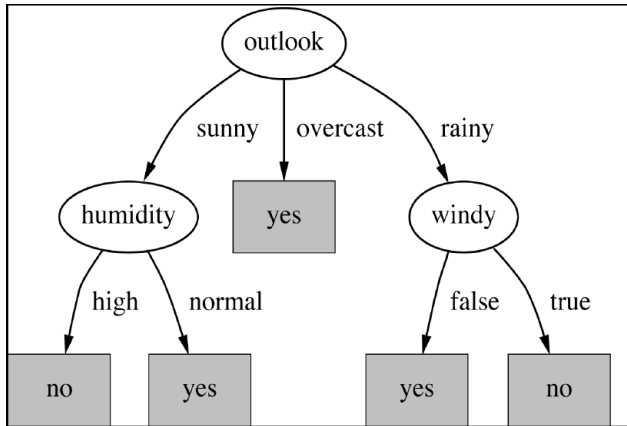 outlook
sunny overcast rainy
humidity yes windy
high normal false true
no yes yes no